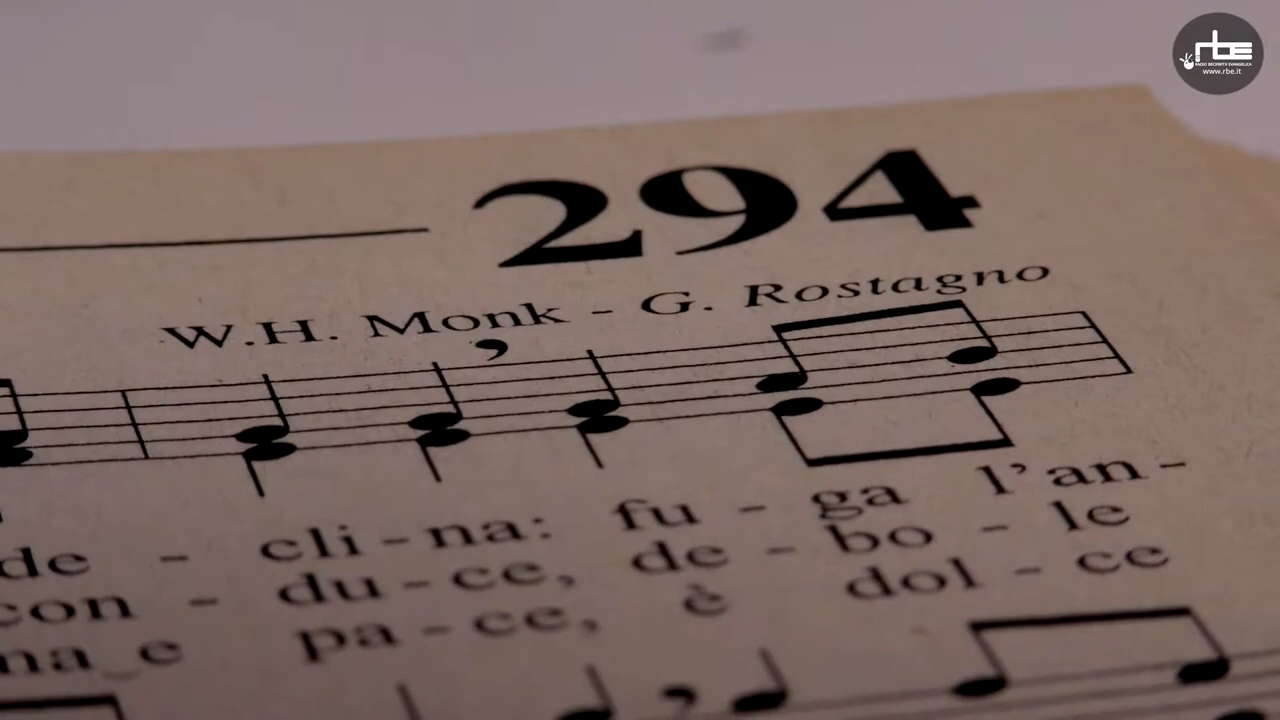 rbe
RADIO BECKWITH EVANGELICA
www.rbe.it
294
W.H. Monk - G. Rostagno
de - cli-na: fu - ga l'an-
con - du-ce, de - bo - le
na‿e pa-ce, è dol - ce